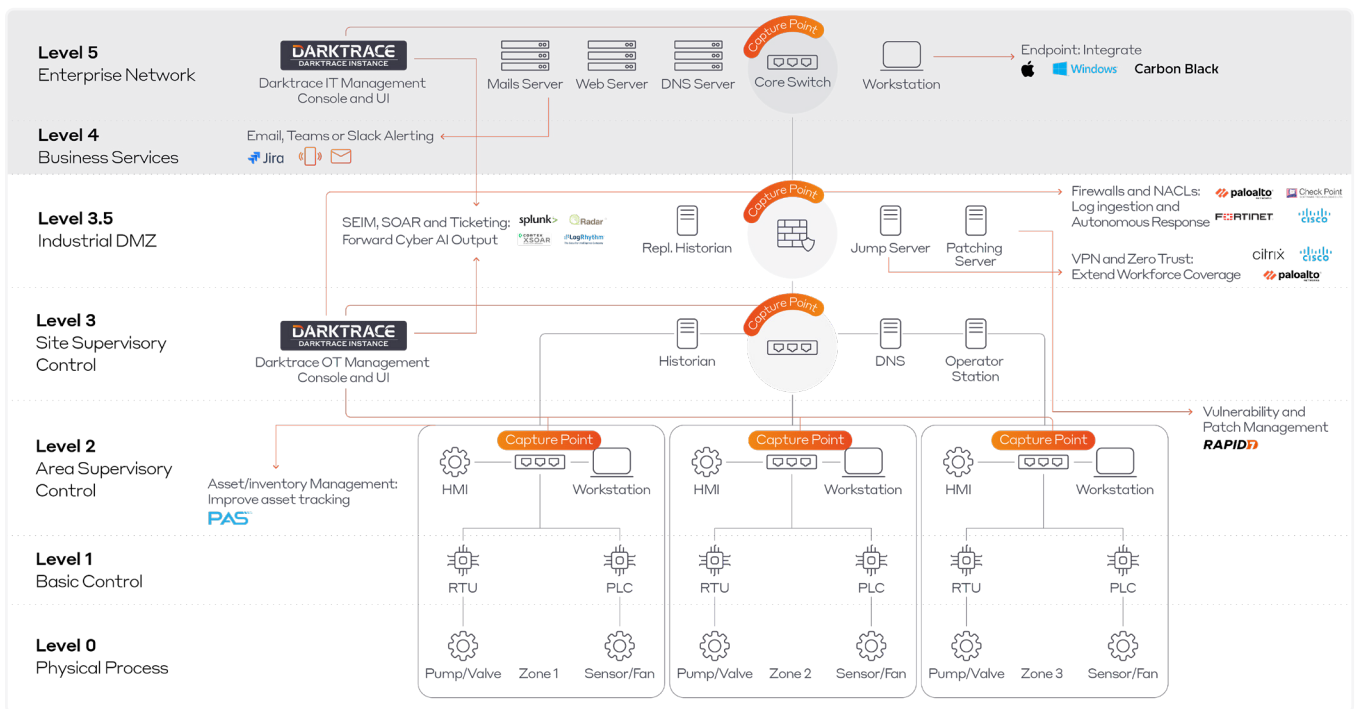 Level 5
Enterprise Network
DARKTRACE
DARKTRACE INSTANCE
Darktrace IT Management
Console and UI
Mails Server
Web Server
DNS Server
Capture Point
Core Switch
Workstation
Endpoint: Integrate
Windows
Carbon Black
Level 4
Business Services
Email, Teams or Slack Alerting
Jira
Level 3.5
Industrial DMZ
SEIM, SOAR and Ticketing:
Forward Cyber AI Output
splunk>
Radar
CORTEX
XSOAR
LogRhythm
Repl. Historian
Capture Point
Jump Server
Patching
Server
Firewalls and NACLs:
Log ingestion and
Autonomous Response
paloalto
NETWORKS
Check Point
FORTINET
CISCO
VPN and Zero Trust:
Extend Workforce Coverage
citrix
CISCO
paloalto
NETWORKS
Level 3
Site Supervisory
Control
DARKTRACE
DARKTRACE INSTANCE
Darktrace OT Management
Console and UI
Historian
Capture Point
DNS
Operator
Station
Level 2
Area Supervisory
Control
Asset/inventory Management:
Improve asset tracking
PAS
Vulnerability and
Patch Management
RAPID7
Capture Point
HMI
Workstation
Capture Point
HMI
Workstation
Capture Point
HMI
Workstation
Level 1
Basic Control
RTU
PLC
RTU
PLC
RTU
PLC
Level 0
Physical Process
Pump/Valve
Zone 1
Sensor/Fan
Pump/Valve
Zone 2
Sensor/Fan
Pump/Valve
Zone 3
Sensor/Fan